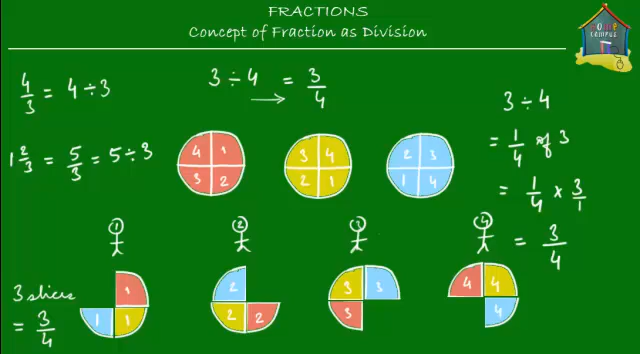 FRACTIONS
Concept of Fraction as Division
Home
CAMPUS
4/3 = 4 ÷ 3
3 ÷ 4 = 3/4
1 2/3 = 5/3 = 5 ÷ 3
4 1
3 2
3 4
2 1
2 3
1 4
3 ÷ 4
= 1/4 of 3
= 1/4 × 3/1
= 3/4
1
2
3
4
3 slices
= 3/4
1
1 1
2
2 2
3 3
3
4 4
4